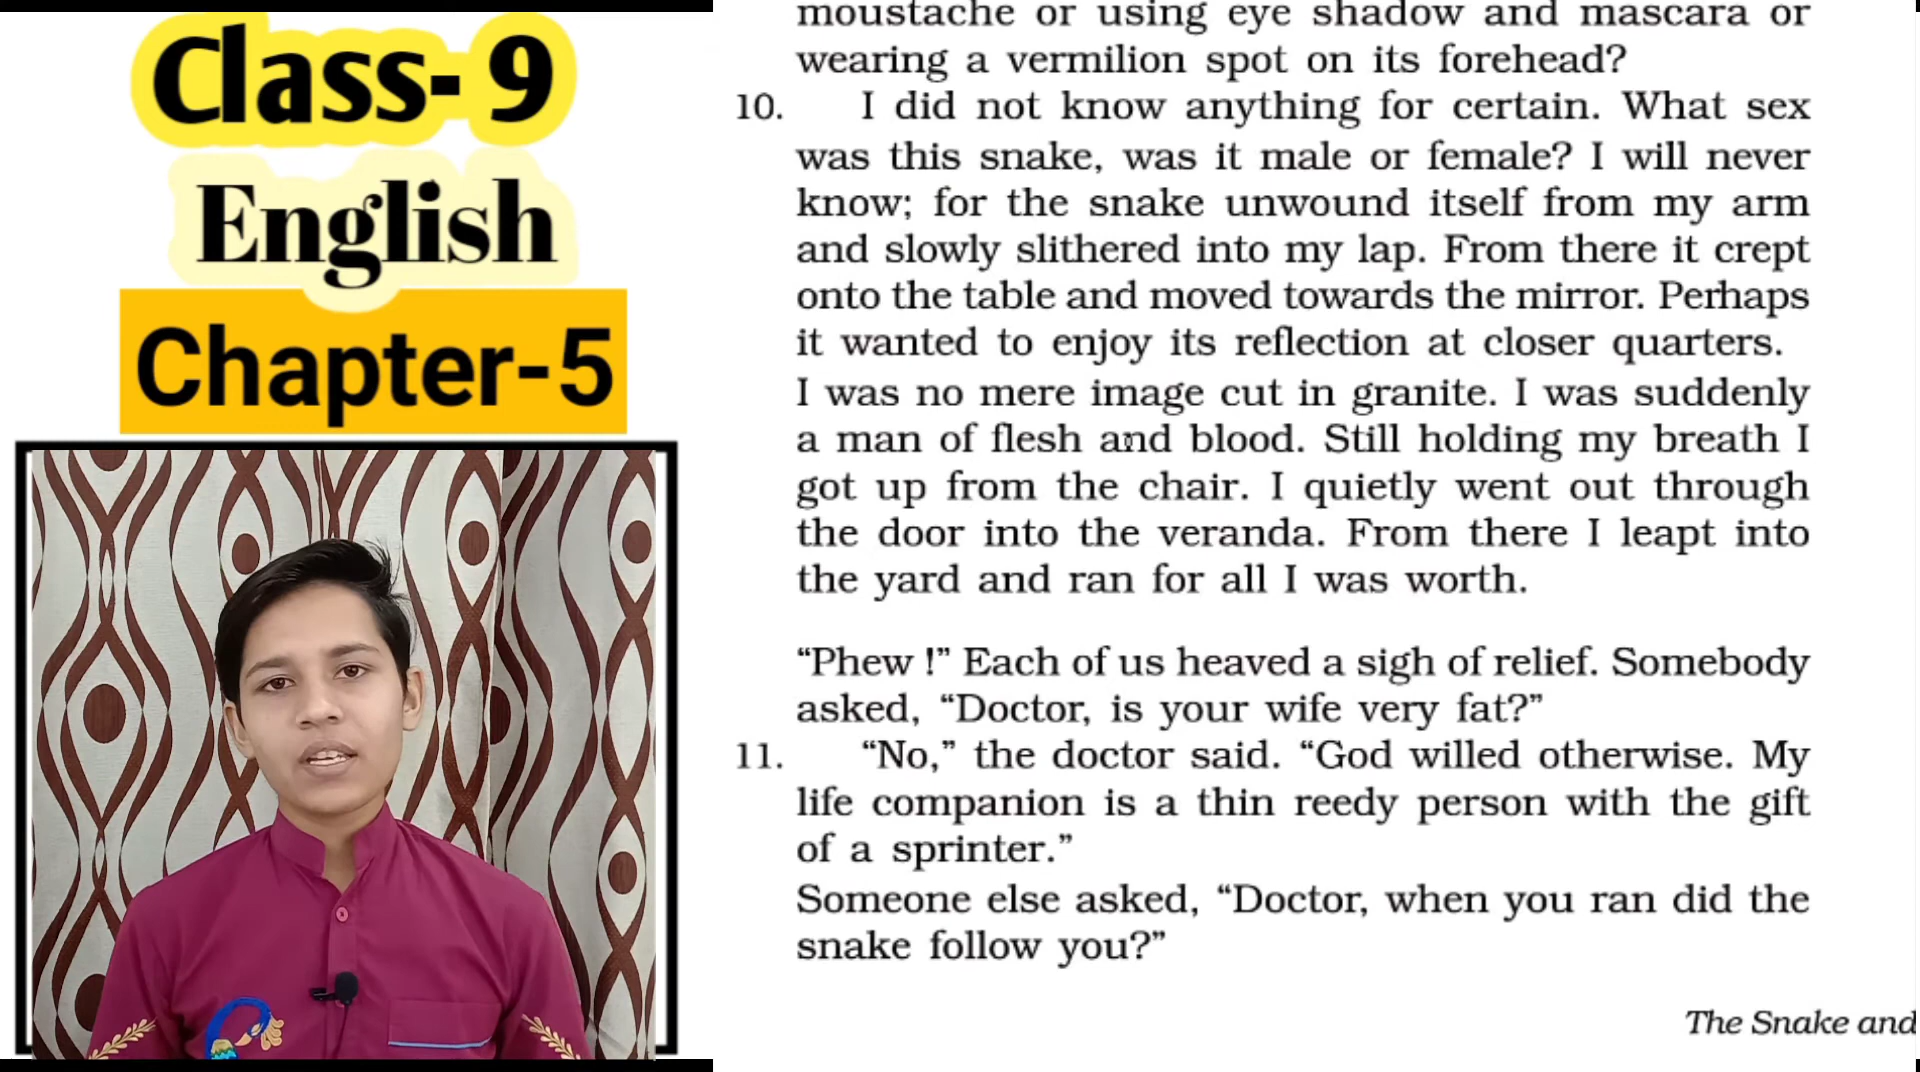 Class- 9
English
Chapter-5
moustache or using eye shadow and mascara or
wearing a vermilion spot on its forehead?
10. I did not know anything for certain. What sex
was this snake, was it male or female? I will never
know; for the snake unwound itself from my arm
and slowly slithered into my lap. From there it crept
onto the table and moved towards the mirror. Perhaps
it wanted to enjoy its reflection at closer quarters.
I was no mere image cut in granite. I was suddenly
a man of flesh and blood. Still holding my breath I
got up from the chair. I quietly went out through
the door into the veranda. From there I leapt into
the yard and ran for all I was worth.
“Phew !” Each of us heaved a sigh of relief. Somebody
asked, “Doctor, is your wife very fat?”
11. “No,” the doctor said. “God willed otherwise. My
life companion is a thin reedy person with the gift
of a sprinter.”
Someone else asked, “Doctor, when you ran did the
snake follow you?”
The Snake and